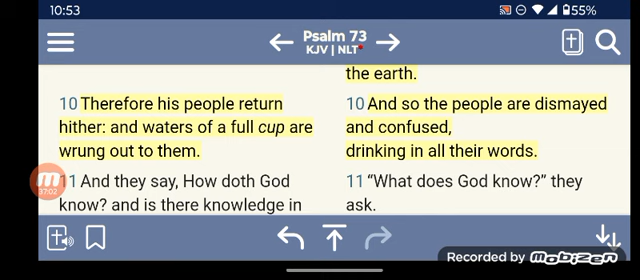 10:53
55%
Psalm 73
KJV | NLT
10 Therefore his people return
hither: and waters of a full cup are
wrung out to them.
11 And they say, How doth God
know? and is there knowledge in
the earth.
10 And so the people are dismayed
and confused,
drinking in all their words.
11 “What does God know?” they
ask.
37:02
Recorded by Mobizen